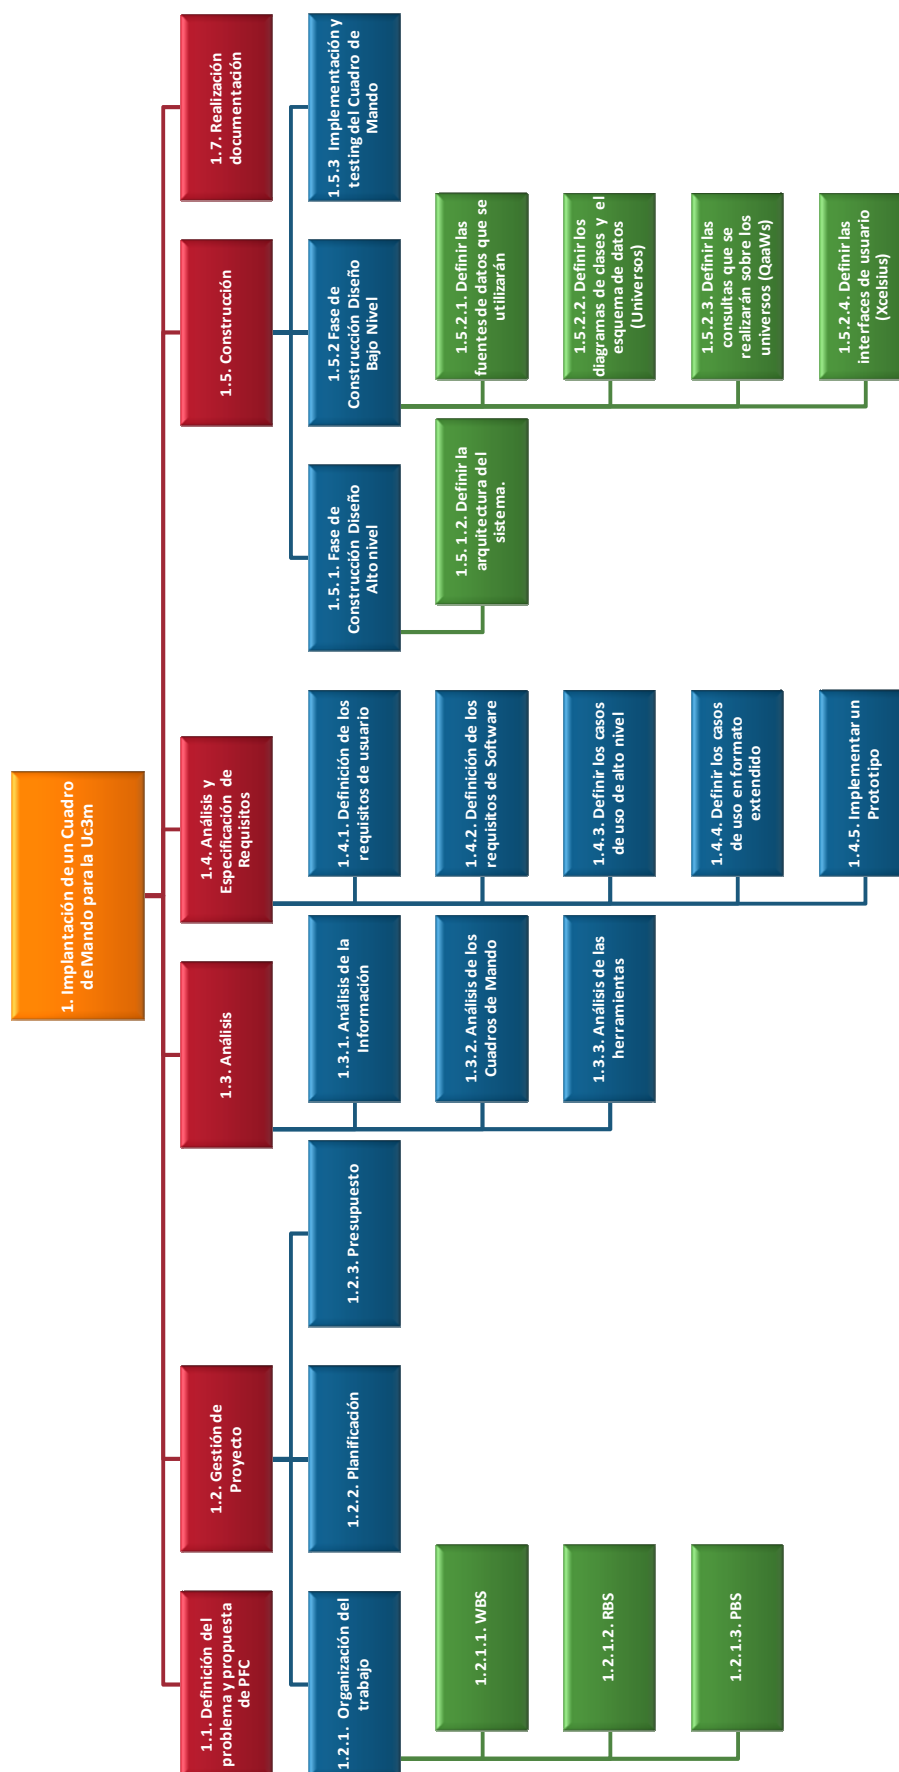 1. Implantación de un Cuadro
de Mando para la Uc3m
1.1. Definición del
problema y propuesta
de PFC
1.2. Gestión de
Proyecto
1.2.1. Organización del
trabajo
1.2.1.1. WBS
1.2.1.2. RBS
1.2.1.3. PBS
1.2.2. Planificación
1.2.3. Presupuesto
1.3. Análisis
1.3.1. Análisis de la
Información
1.3.2. Análisis de los
Cuadros de Mando
1.3.3. Análisis de las
herramientas
1.4. Análisis y
Especificación de
Requisitos
1.4.1. Definición de los
requisitos de usuario
1.4.2. Definición de los
requisitos de Software
1.4.3. Definir los casos
de uso de alto nivel
1.4.4. Definir los casos
de uso en formato
extendido
1.4.5. Implementar un
Prototipo
1.5. Construcción
1.5.1. Fase de
Construcción Diseño
Alto nivel
1.5.1.2. Definir la
arquitectura del
sistema.
1.5.2 Fase de
Construcción Diseño
Bajo Nivel
1.5.2.1. Definir las
fuentes de datos que se
utilizarán
1.5.2.2. Definir los
diagramas de clases y el
esquema de datos
(Universos)
1.5.2.3. Definir las
consultas que se
realizarán sobre los
universos (QaaWs)
1.5.2.4. Definir las
interfaces de usuario
(Xcelsius)
1.5.3 Implementación y
testing del Cuadro de
Mando
1.7. Realización
documentación